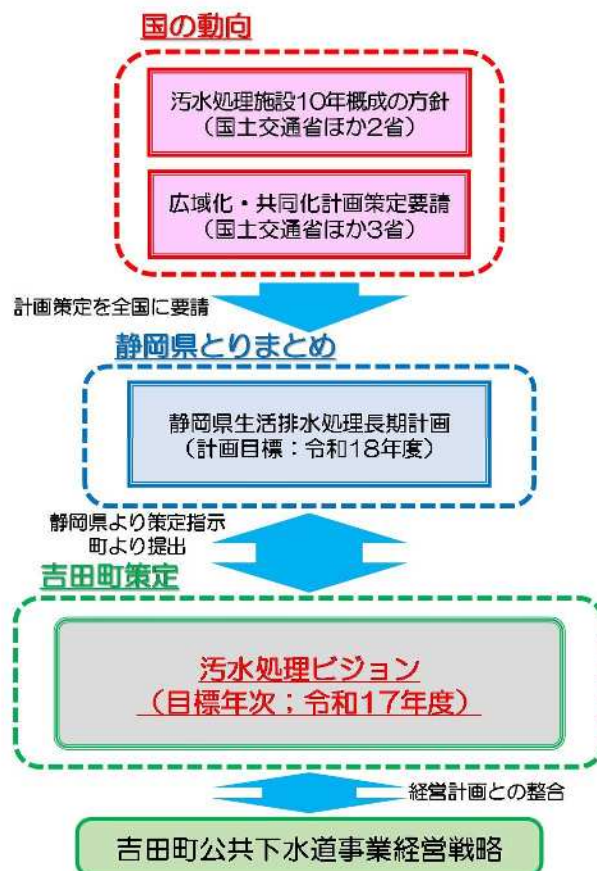 国の動向
汚水処理施設10年概成の方針
（国土交通省ほか2省）
広域化・共同化計画策定要請
（国土交通省ほか3省）
計画策定を全国に要請
静岡県とりまとめ
静岡県生活排水処理長期計画
（計画目標：令和18年度）
静岡県より策定指示
町より提出
吉田町策定
汚水処理ビジョン
（目標年次；令和17年度）
経営計画との整合
吉田町公共下水道事業経営戦略